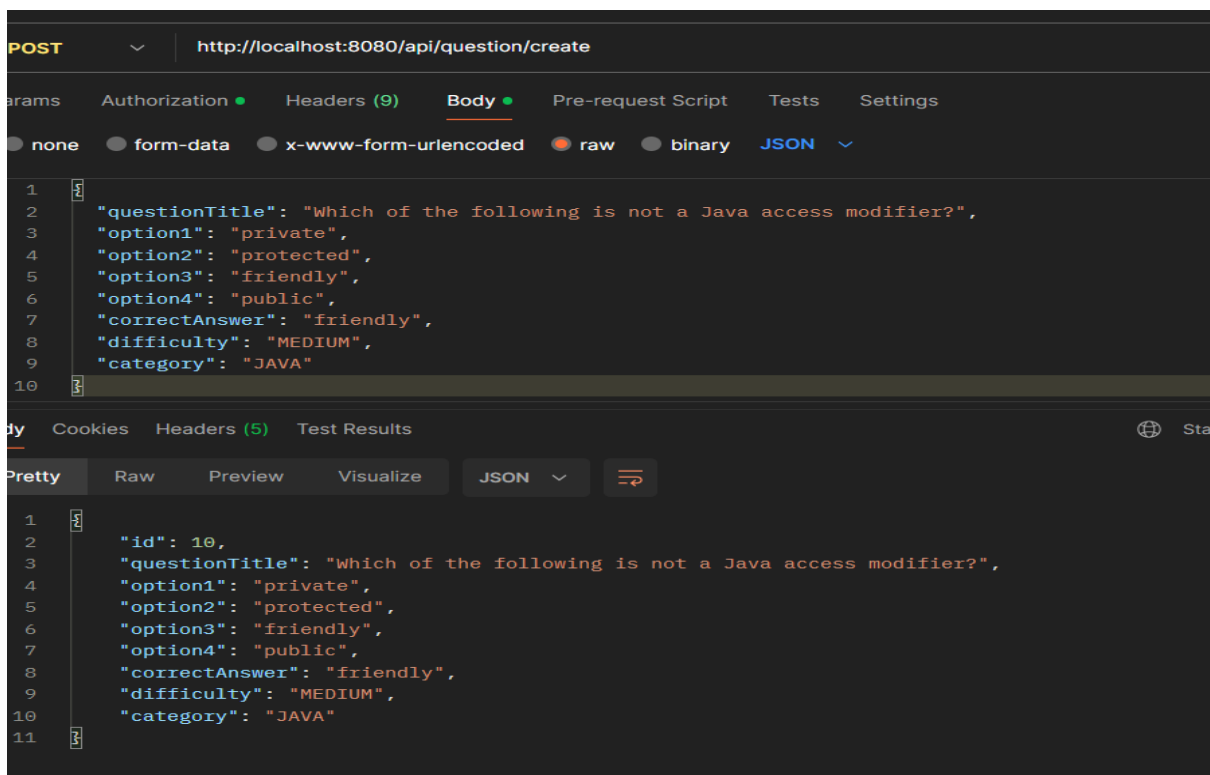 POST http://localhost:8080/api/question/create
arams Authorization Headers (9) Body Pre-request Script Tests Settings
none form-data x-www-form-urlencoded raw binary JSON
1 {
2 "questionTitle": "Which of the following is not a Java access modifier?",
3 "option1": "private",
4 "option2": "protected",
5 "option3": "friendly",
6 "option4": "public",
7 "correctAnswer": "friendly",
8 "difficulty": "MEDIUM",
9 "category": "JAVA"
10 }
dy Cookies Headers (5) Test Results Sta
Pretty Raw Preview Visualize JSON
1 {
2 "id": 10,
3 "questionTitle": "Which of the following is not a Java access modifier?",
4 "option1": "private",
5 "option2": "protected",
6 "option3": "friendly",
7 "option4": "public",
8 "correctAnswer": "friendly",
9 "difficulty": "MEDIUM",
10 "category": "JAVA"
11 }